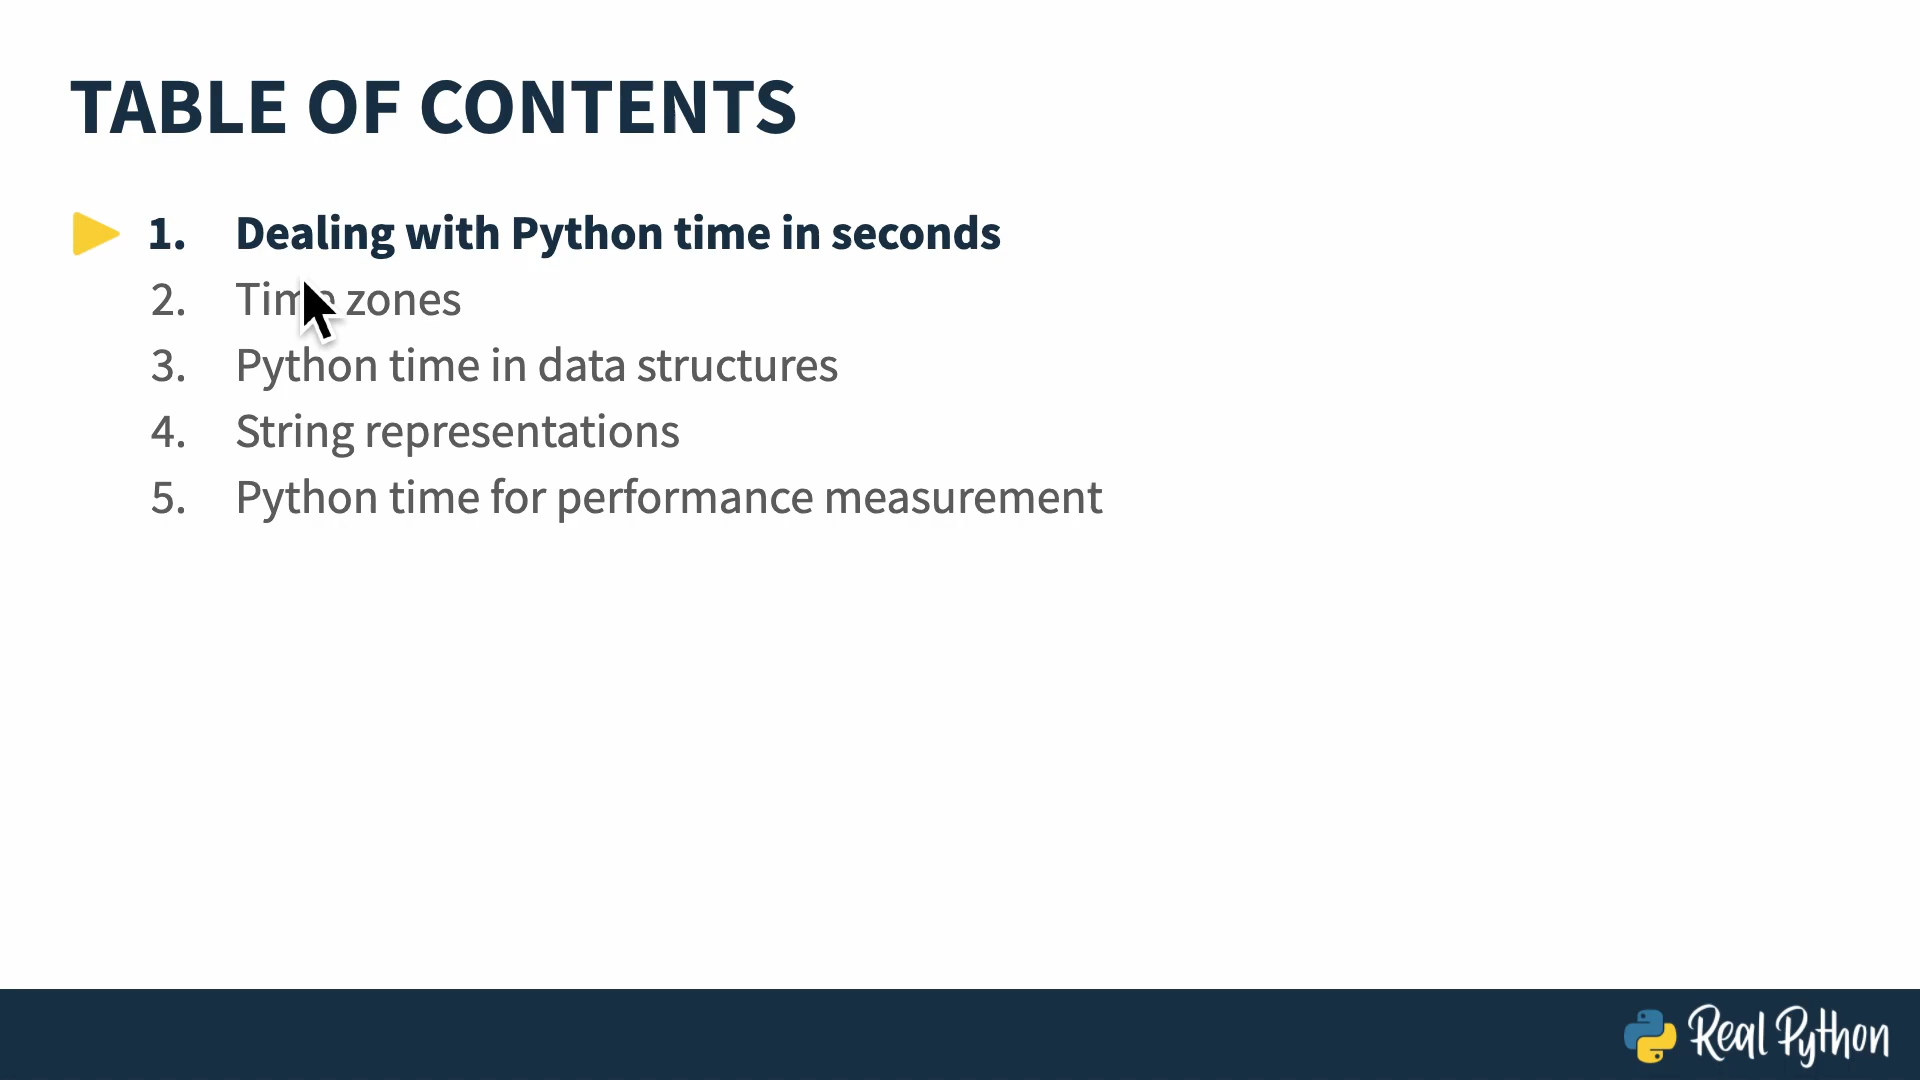 TABLE OF CONTENTS
1. Dealing with Python time in seconds
2. Time zones
3. Python time in data structures
4. String representations
5. Python time for performance measurement
Real Python